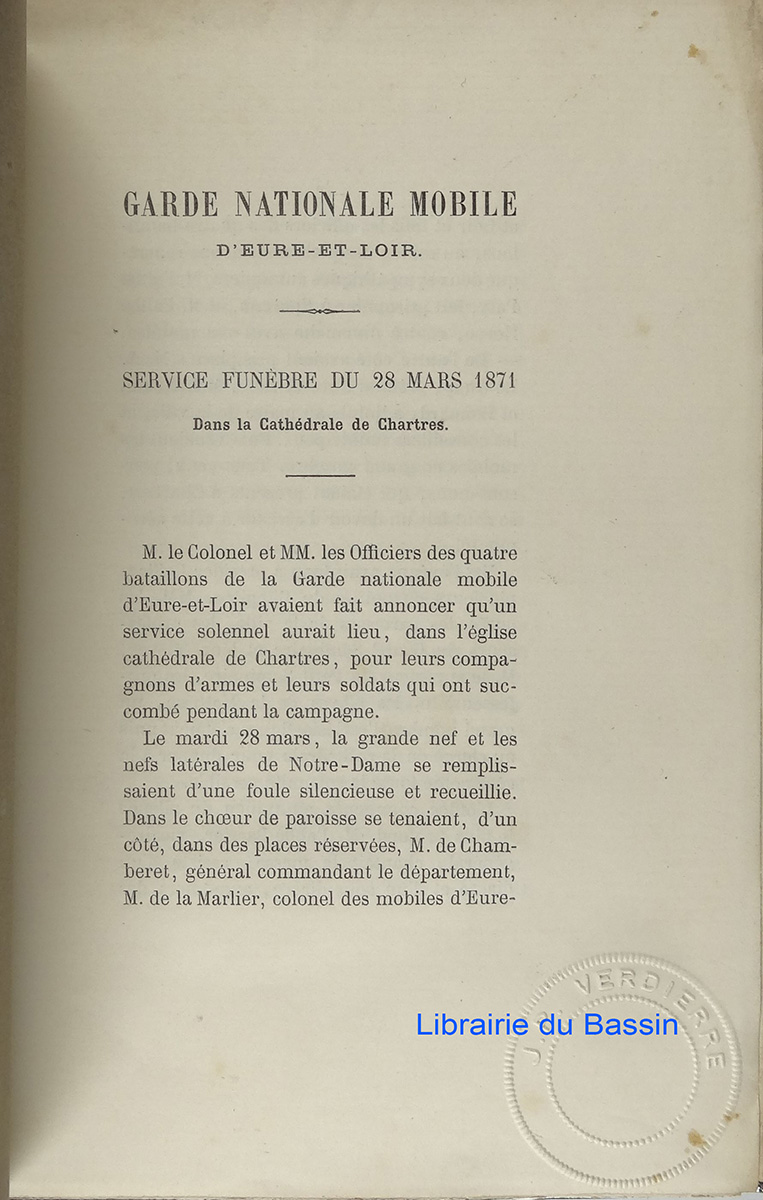 GARDE NATIONALE MOBILE
D'EURE-ET-LOIR.
SERVICE FUNÈBRE DU 28 MARS 1871
Dans la Cathédrale de Chartres.
M. le Colonel et MM. les Officiers des quatre
bataillons de la Garde nationale mobile
d'Eure-et-Loir avaient fait annoncer qu'un
service solennel aurait lieu, dans l'église
cathédrale de Chartres, pour leurs compa-
gnons d'armes et leurs soldats qui ont suc-
combé pendant la campagne.
Le mardi 28 mars, la grande nef et les
nefs latérales de Notre-Dame se remplis-
saient d'une foule silencieuse et recueillie.
Dans le chœur de paroisse se tenaient, d'un
côté, dans des places réservées, M. de Cham-
beret, général commandant le département,
M. de la Marlier, colonel des mobiles d'Eure-
VERDIERRE
Librairie du Bassin